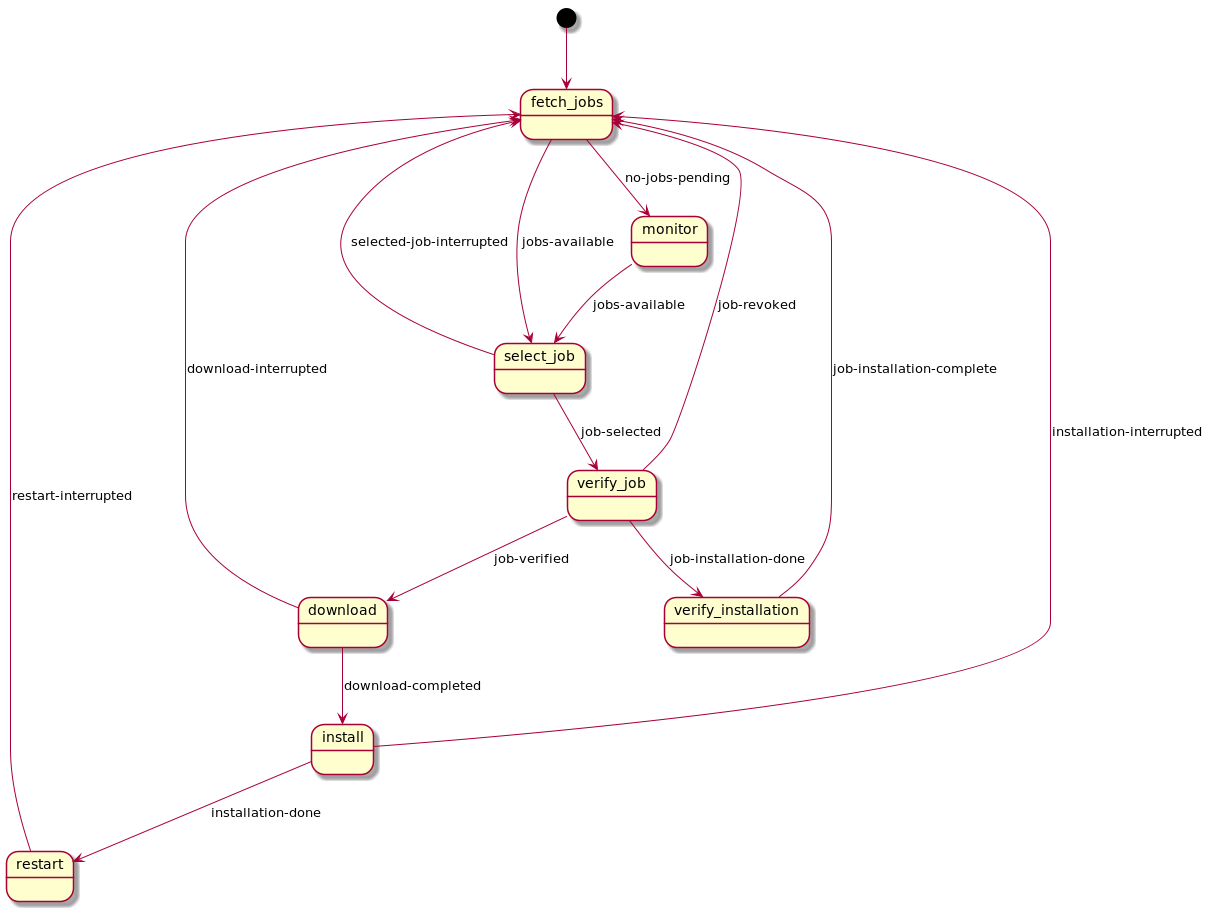 fetch_jobs
no-jobs-pending
monitor
selected-job-interrupted
jobs-available
jobs-available
job-revoked
select_job
download-interrupted
job-installation-complete
job-selected
installation-interrupted
verify_job
restart-interrupted
job-verified
job-installation-done
download
verify_installation
download-completed
install
installation-done
restart